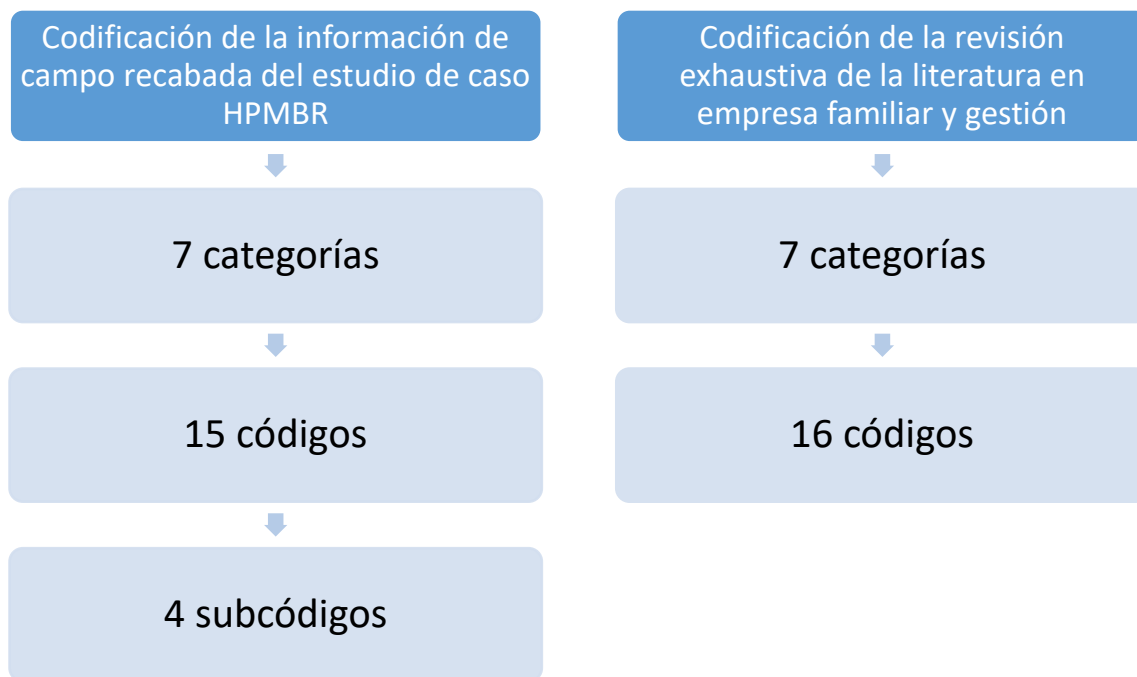 Codificación de la información de
campo recabada del estudio de caso
HPMBR
7 categorías
15 códigos
4 subcódigos
Codificación de la revisión
exhaustiva de la literatura en
empresa familiar y gestión
7 categorías
16 códigos